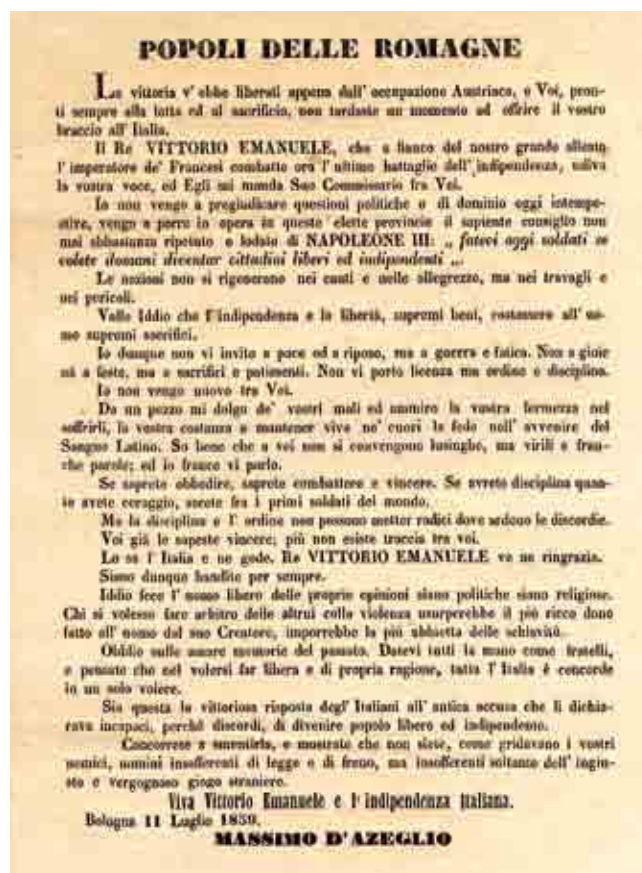 POPOLI DELLE ROMAGNE
La vittoria v' ebbe liberati appena dall' occupazione Austriaca, o Voi, pron-
ti sempre alla lotta ed al sacrificio, non tardaste un momento ad offrire il vostro
braccio all' Italia.
Il Re VITTORIO EMANUELE, che a fianco del nostro grande alleato
l' imperatore de' Francesi combatte ora l' ultime battaglie dell' indipendenza, udiva
la vostra voce, ed Egli mi manda Suo Commissario fra Voi.
Io non vengo a pregiudicare questioni politiche o di dominio oggi intempe-
stive, vengo a porre in opera in queste elette provincie il sapiente consiglio non
mai abbastanza ripetuto e lodato di NAPOLEONE III: „ fatevi oggi soldati se
volete domani diventar cittadini liberi ed indipendenti „.
Le nazioni non si rigenerano nei canti e nelle allegrezze, ma nei travagli e
nei pericoli.
Volle Iddio che l' indipendenza e la libertà, supremi beni, costassero all' uo-
mo supremi sacrifici.
Io dunque non vi invito a pace ed a riposo, ma a guerra e fatica. Non a gioie
nè a feste, ma a sacrifici e patimenti. Non vi porto licenza ma ordine e disciplina.
Io non vengo nuovo tra Voi.
Da un pezzo mi dolgo de' vostri mali ed ammiro la vostra fermezza nel
soffrirli, la vostra costanza a mantener viva ne' cuori la fede nell' avvenire del
Sangue Latino. So bene che a voi non si convengono lusinghe, ma virili e fran-
che parole; ed io franco vi parlo.
Se saprete obbedire, saprete combattere e vincere. Se avrete disciplina quan-
to avete coraggio, sarete fra i primi soldati del mondo.
Ma la disciplina e l' ordine non possono metter radici dove sedono le discordie.
Voi già le sapeste vincere; più non esiste traccia tra voi.
Lo sa l' Italia e ne gode. Re VITTORIO EMANUELE ve ne ringrazia.
Siano dunque bandite per sempre.
Iddio fece l' uomo libero delle proprie opinioni siano politiche siano religiose.
Chi si volesse fare arbitro delle altrui colla violenza usurperebbe il più ricco dono
fatto all' uomo dal suo Creatore, imporrebbe la più abbietta delle schiavitù.
Obblio sulle amare memorie del passato. Datevi tutti la mano come fratelli,
e pensate che nel volersi far libera e di propria ragione, tutta l' Italia è concorde
in un solo volere.
Sia questa la vittoriosa risposta degl' Italiani all' antica accusa che li dichia-
rava incapaci, perchè discordi, di divenire popolo libero ed indipendente.
Concorrete a smentirla, e mostrate che non siete, come gridavano i vostri
nemici, uomini insofferenti di legge e di freno, ma insofferenti soltanto dell' ingiu-
sto e vergognoso giogo straniero.
Viva Vittorio Emanuele e l' indipendenza Italiana.
Bologna 11 Luglio 1859.
MASSIMO D'AZEGLIO